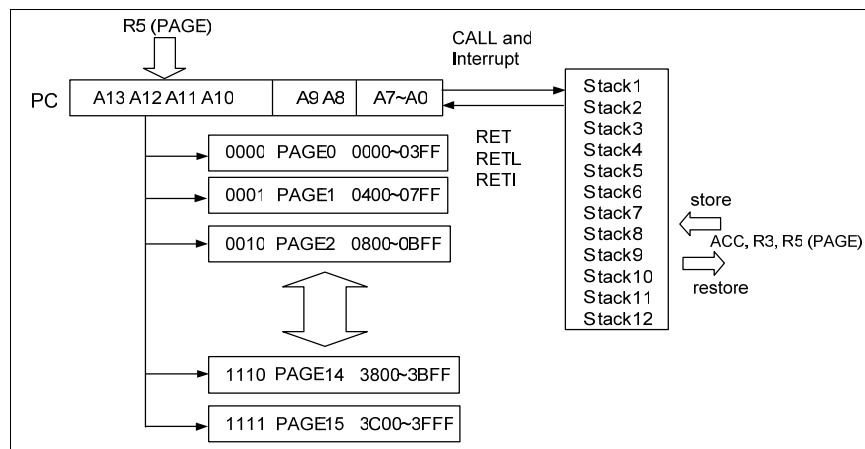 R5 (PAGE)
CALL and
Interrupt
PC
A13 A12 A11 A10
A9 A8
A7~A0
0000 PAGE0 0000~03FF
0001 PAGE1 0400~07FF
0010 PAGE2 0800~0BFF
1110 PAGE14 3800~3BFF
1111 PAGE15 3C00~3FFF
RET
RETL
RETI
Stack1
Stack2
Stack3
Stack4
Stack5
Stack6
Stack7
Stack8
Stack9
Stack10
Stack11
Stack12
store
ACC, R3, R5 (PAGE)
restore